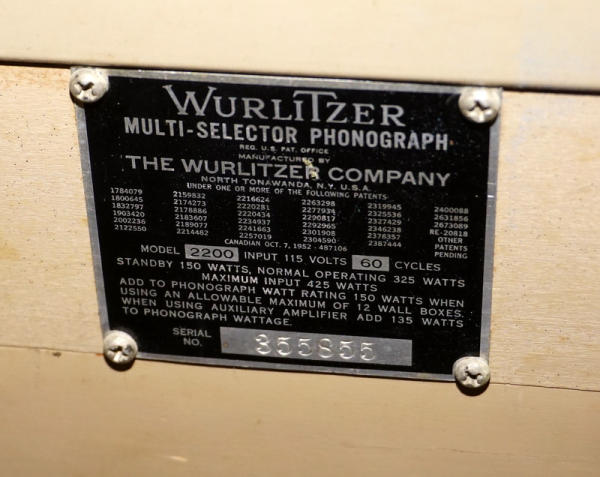 WURLITZER
MULTI-SELECTOR PHONOGRAPH
REG. U.S. PAT. OFFICE
MANUFACTURED BY
THE WURLITZER COMPANY
NORTH TONAWANDA, N.Y. U.S.A.
UNDER ONE OR MORE OF THE FOLLOWING PATENTS
1784079 2159832 2216624 2263298 2319945 2400088
1800645 2174273 2220281 2277934 2325536 2631856
1832797 2178886 2220434 2290817 2327429 2673089
1903420 2183607 2234937 2292965 2346238 RE-20818
2002236 2189077 2241663 2301908 2378357 OTHER
2122550 2214462 2257019 2304590 2387444 PATENTS
CANADIAN OCT. 7, 1952 - 487106 PENDING
MODEL 2200 INPUT 115 VOLTS 60 CYCLES
STANDBY 150 WATTS, NORMAL OPERATING 325 WATTS
MAXIMUM INPUT 425 WATTS
ADD TO PHONOGRAPH WATT RATING 150 WATTS WHEN
USING AN ALLOWABLE MAXIMUM OF 12 WALL BOXES.
WHEN USING AUXILIARY AMPLIFIER ADD 135 WATTS
TO PHONOGRAPH WATTAGE.
SERIAL NO. 355855